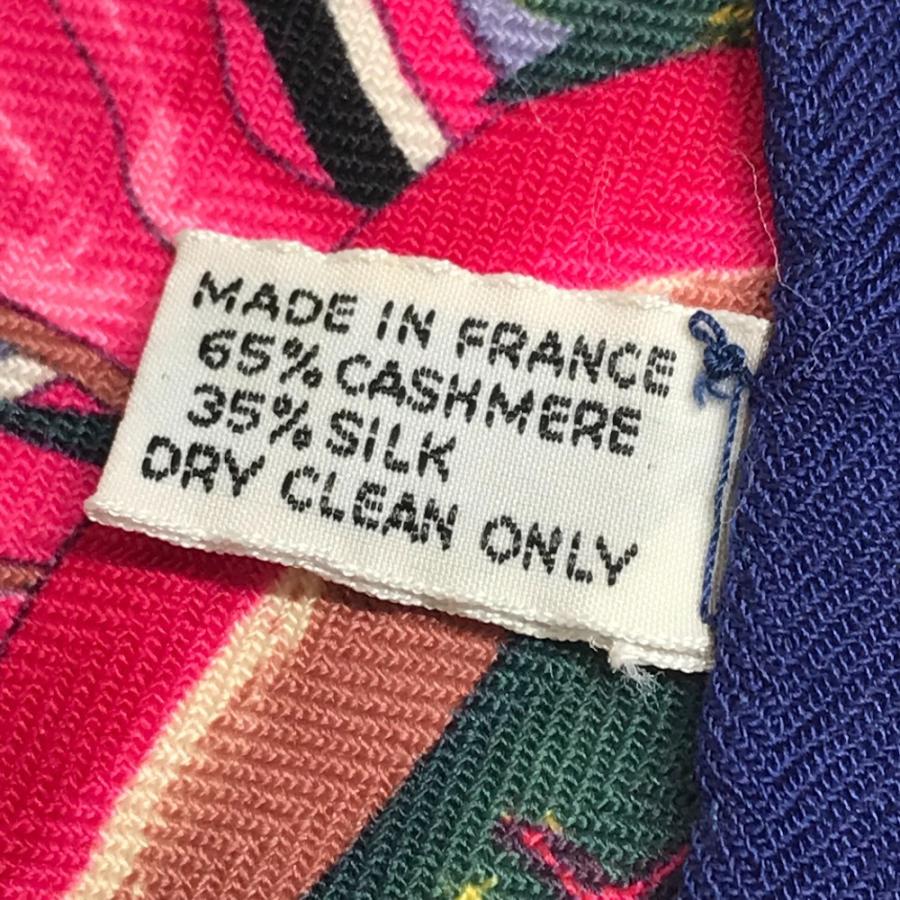 MADE IN FRANCE
65% CASHMERE
35% SILK
DRY CLEAN ONLY